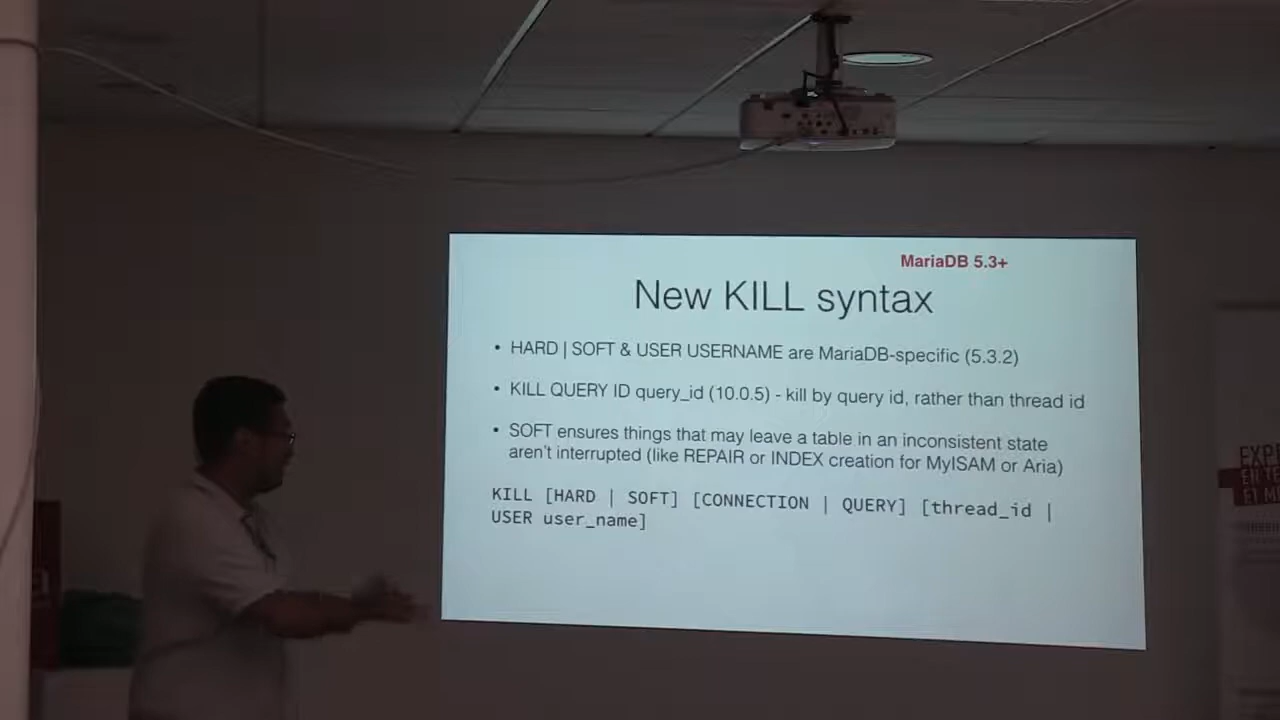 MariaDB 5.3+
New KILL syntax
• HARD | SOFT & USER USERNAME are MariaDB-specific (5.3.2)
• KILL QUERY ID query_id (10.0.5) - kill by query id, rather than thread id
• SOFT ensures things that may leave a table in an inconsistent state
aren't interrupted (like REPAIR or INDEX creation for MyISAM or Aria)
KILL [HARD | SOFT] [CONNECTION | QUERY] [thread_id |
USER user_name]